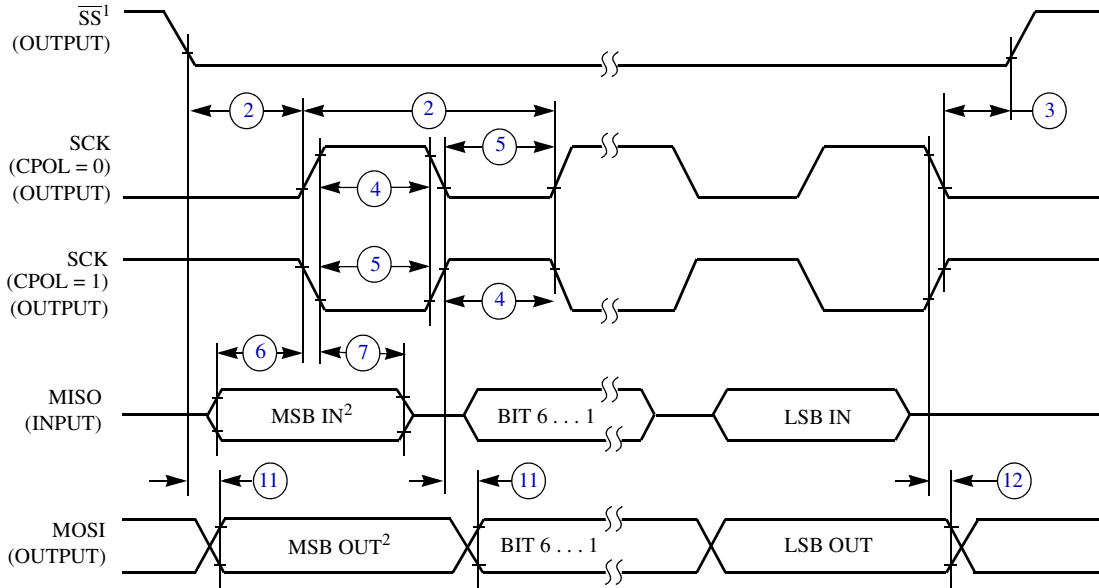 SS¹
(OUTPUT)
2
2
3
SCK
(CPOL = 0)
(OUTPUT)
5
4
SCK
(CPOL = 1)
(OUTPUT)
5
4
6
7
MISO
(INPUT)
MSB IN²
BIT 6 . . . 1
LSB IN
11
11
12
MOSI
(OUTPUT)
MSB OUT²
BIT 6 . . . 1
LSB OUT